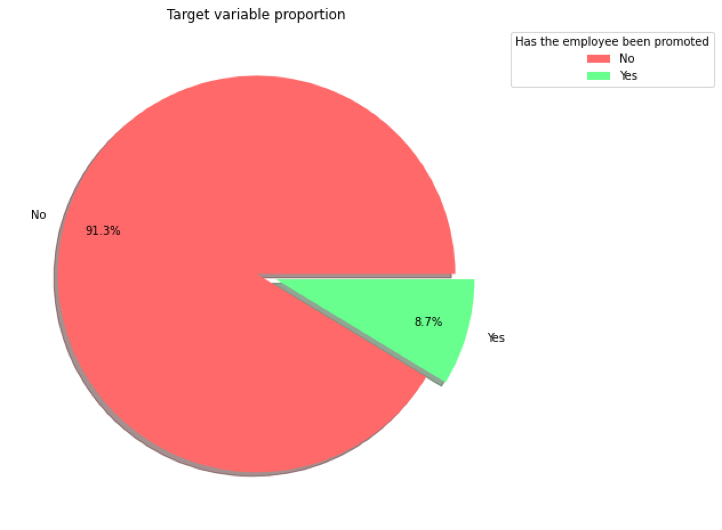 Target variable proportion
Has the employee been promoted
No
Yes
No
91.3%
8.7%
Yes